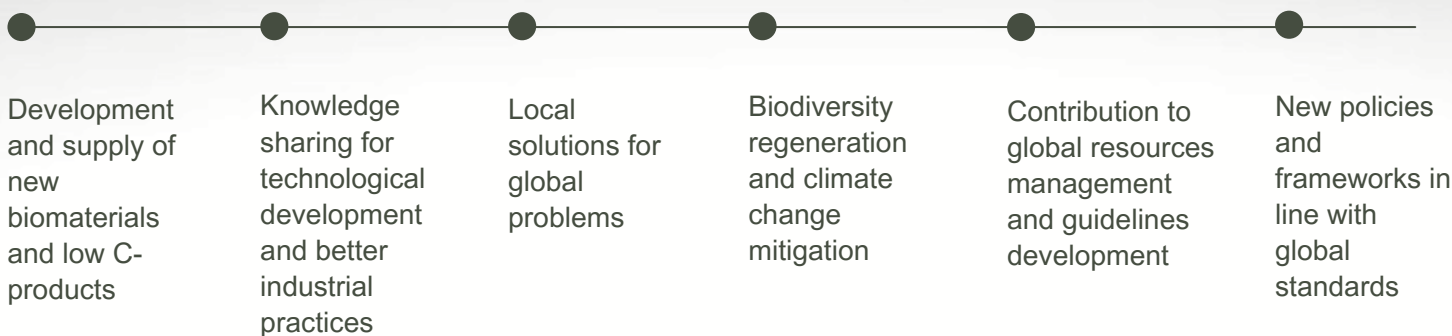 Development
and supply of
new
biomaterials
and low C-
products
Knowledge
sharing for
technological
development
and better
industrial
practices
Local
solutions for
global
problems
Biodiversity
regeneration
and climate
change
mitigation
Contribution to
global resources
management
and guidelines
development
New policies
and
frameworks in
line with
global
standards